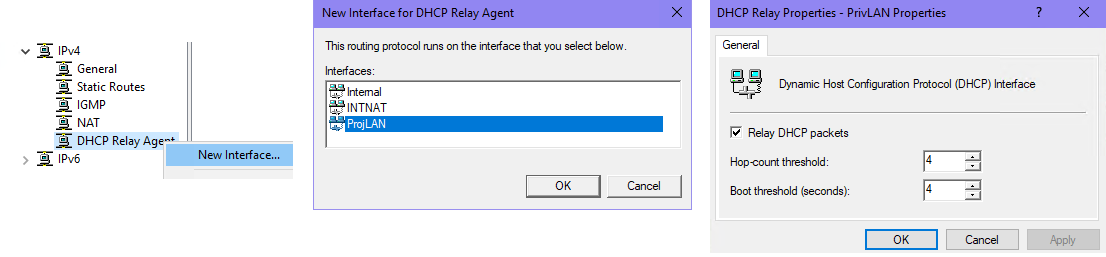 IPv4
General
Static Routes
IGMP
NAT
DHCP Relay Agent
IPv6
New Interface...
New Interface for DHCP Relay Agent
This routing protocol runs on the interface that you select below.
Interfaces:
Internal
INTNAT
ProjLAN
OK Cancel
DHCP Relay Properties - PrivLAN Properties ?
General
Dynamic Host Configuration Protocol (DHCP) Interface
Relay DHCP packets
Hop-count threshold: 4
Boot threshold (seconds): 4
OK Cancel Apply